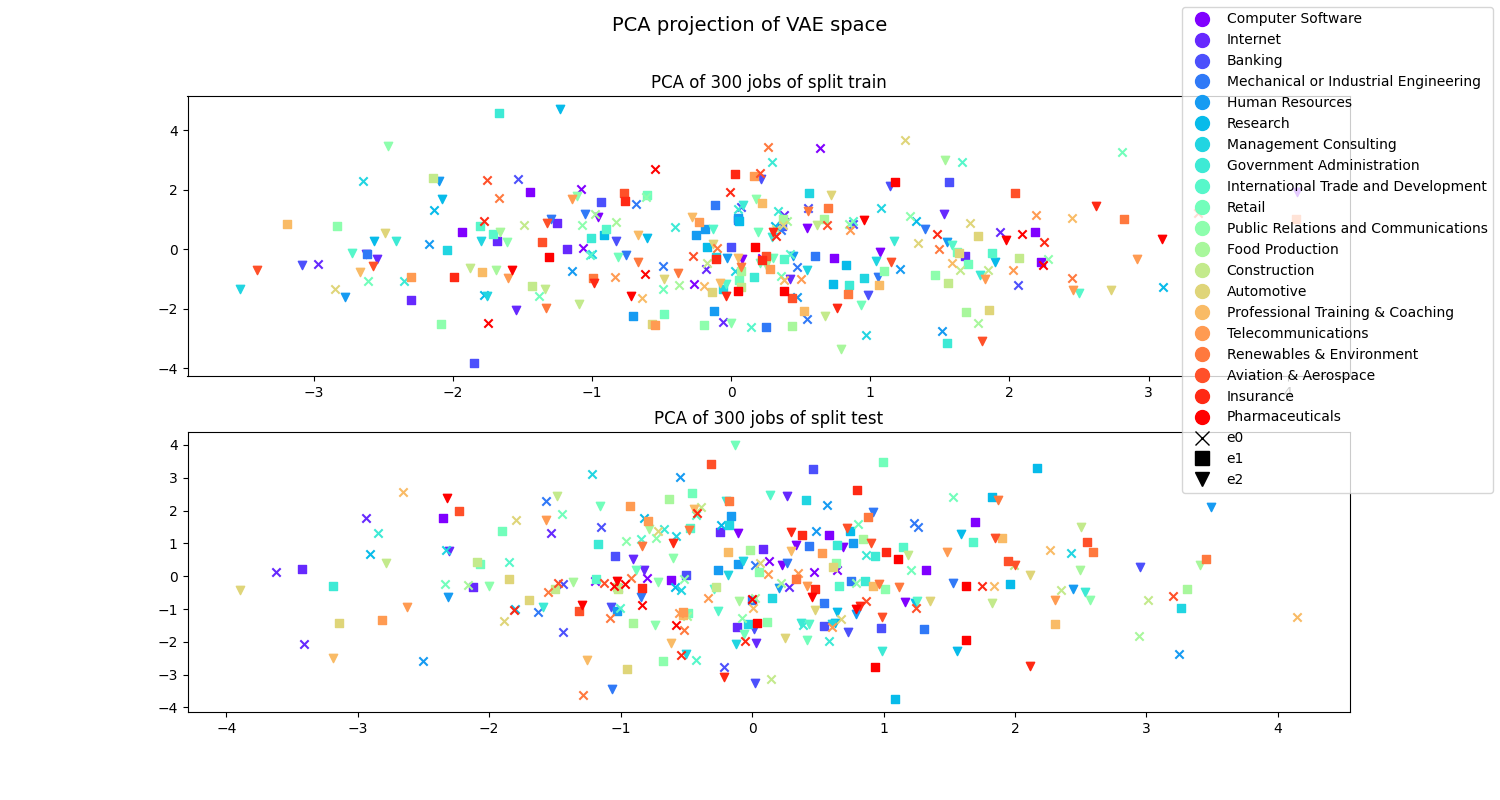 PCA projection of VAE space
PCA of 300 jobs of split train
4
2
0
−2
−4
−3
−2
−1
0
1
2
3
4
PCA of 300 jobs of split test
4
3
2
1
0
−1
−2
−3
−4
−4
−3
−2
−1
0
1
2
3
4
Computer Software
Internet
Banking
Mechanical or Industrial Engineering
Human Resources
Research
Management Consulting
Government Administration
International Trade and Development
Retail
Public Relations and Communications
Food Production
Construction
Automotive
Professional Training & Coaching
Telecommunications
Renewables & Environment
Aviation & Aerospace
Insurance
Pharmaceuticals
e0
e1
e2